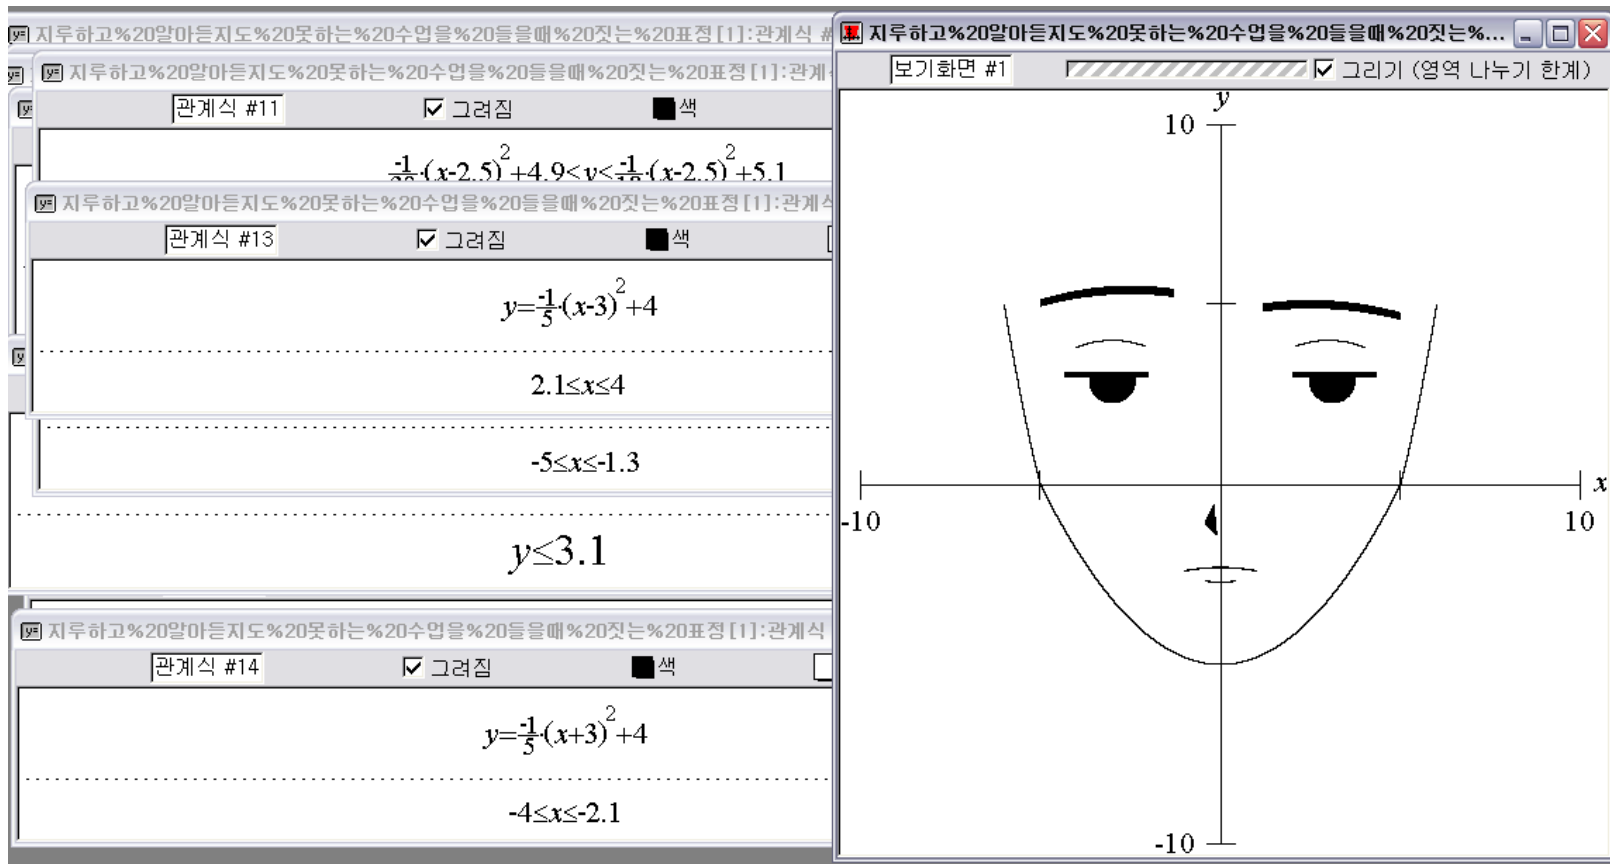 지루하고%20알아듣지도%20못하는%20수업을%20들을때%20짓는%20표정[1]:관계식 #
지루하고%20알아듣지도%20못하는%20수업을%20들을때%20짓는%20표정[1]:관계
관계식 #11
그려짐
색
(x-2.5)²+4.9<y<
(x-2.5)²+5.1
지루하고%20알아듣지도%20못하는%20수업을%20들을때%20짓는%20표정[1]:관계
관계식 #13
그려짐
색
y=-1/5·(x-3)²+4
2.1≤x≤4
-5≤x≤-1.3
y≤3.1
지루하고%20알아듣지도%20못하는%20수업을%20들을때%20짓는%20표정[1]:관계식
관계식 #14
그려짐
색
y=-1/5·(x+3)²+4
-4≤x≤-2.1
지루하고%20알아듣지도%20못하는%20수업을%20들을때%20짓는%...
보기화면 #1
그리기 (영역 나누기 한계)
y
10
x
-10
10
-10